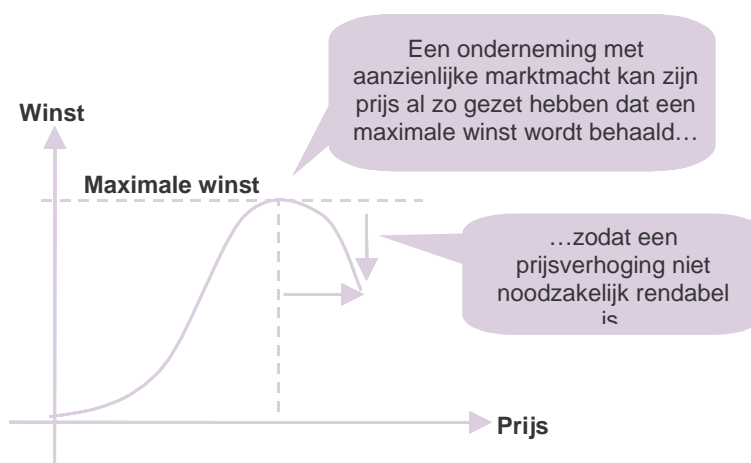 Een onderneming met
aanzienlijke marktmacht kan zijn
prijs al zo gezet hebben dat een
maximale winst wordt behaald…
Winst
Maximale winst
…zodat een
prijsverhoging niet
noodzakelijk rendabel
is
Prijs